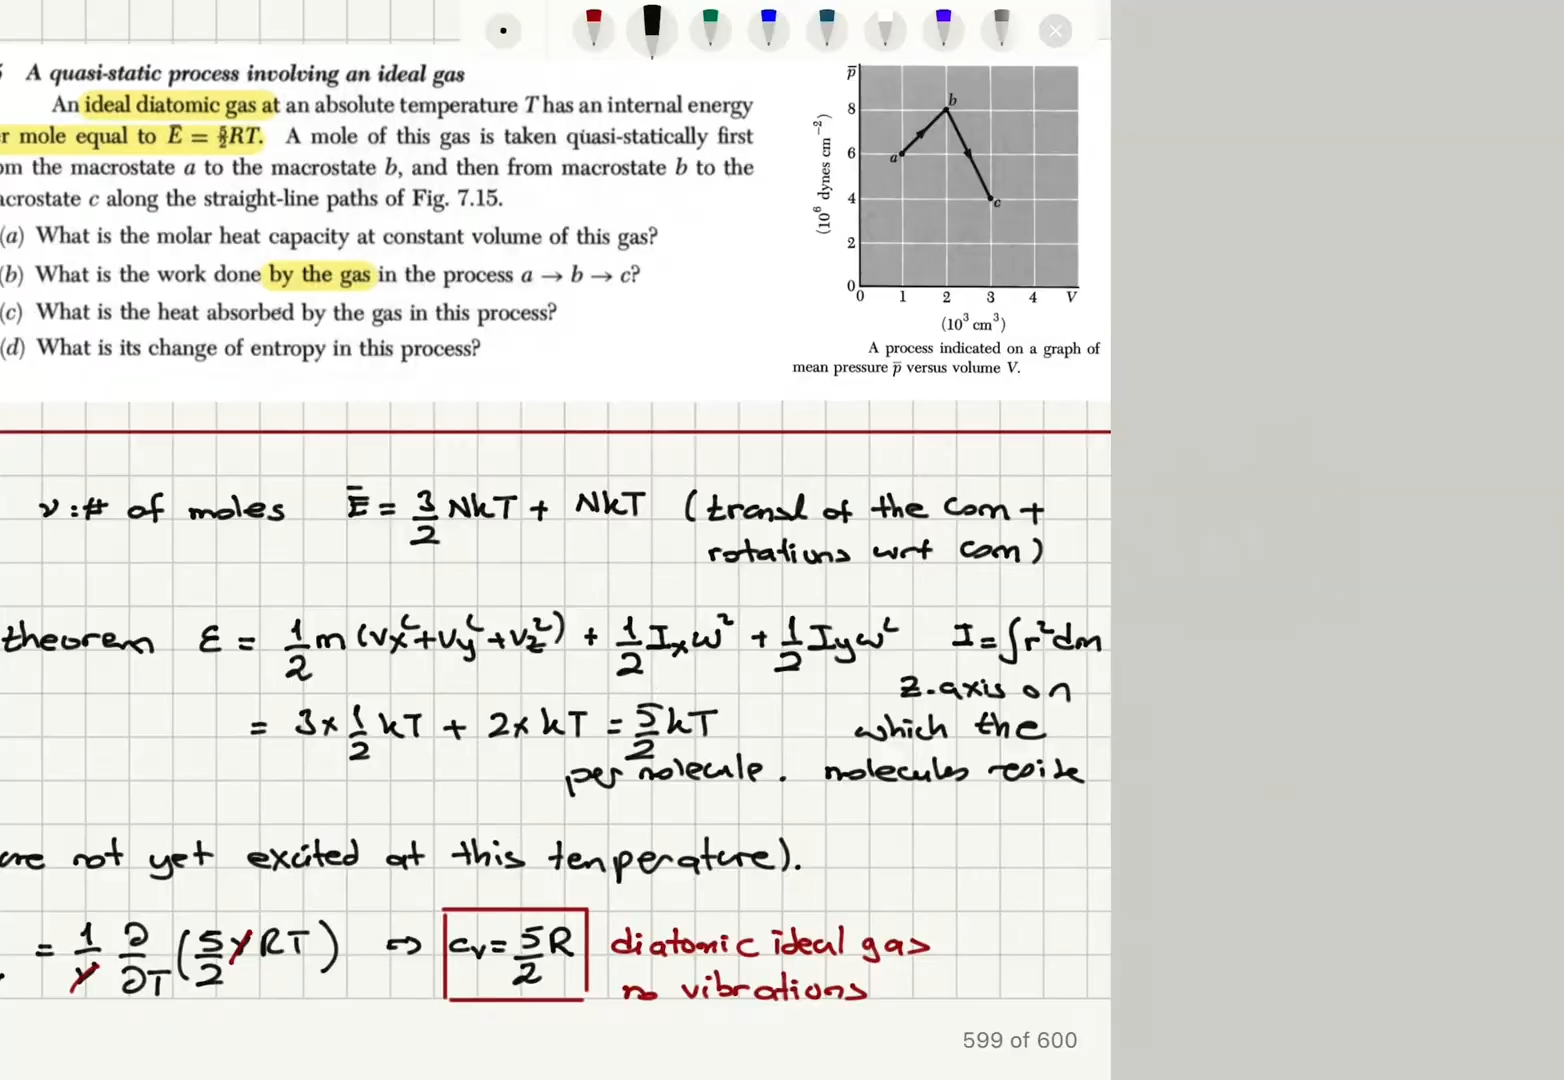 A quasi-static process involving an ideal gas
An ideal diatomic gas at an absolute temperature T has an internal energy
r mole equal to E̅ = 5/2RT. A mole of this gas is taken quasi-statically first
om the macrostate a to the macrostate b, and then from macrostate b to the
acrostate c along the straight-line paths of Fig. 7.15.
(a) What is the molar heat capacity at constant volume of this gas?
(b) What is the work done by the gas in the process a → b → c?
(c) What is the heat absorbed by the gas in this process?
(d) What is its change of entropy in this process?
p̅
8
6
4
2
0
(10⁶ dynes cm⁻²)
a
b
c
0 1 2 3 4 V
(10³ cm³)
A process indicated on a graph of
mean pressure p̅ versus volume V.
ν : # of moles E̅ = 3/2 NkT + NkT (transl of the com +
rotations wrt com)
theorem ε = 1/2 m (vx² + vy² + vz²) + 1/2 Ixω² + 1/2 Iyω² I = ∫r²dm
z-axis on
= 3 x 1/2 kT + 2 x kT = 5/2 kT which the
per molecule. molecules
are not yet excited at this temperature).
= 1/ν ∂/∂T (5/2 νRT) ⇒ cv = 5/2 R diatomic ideal gas
no vibrations
599 of 600